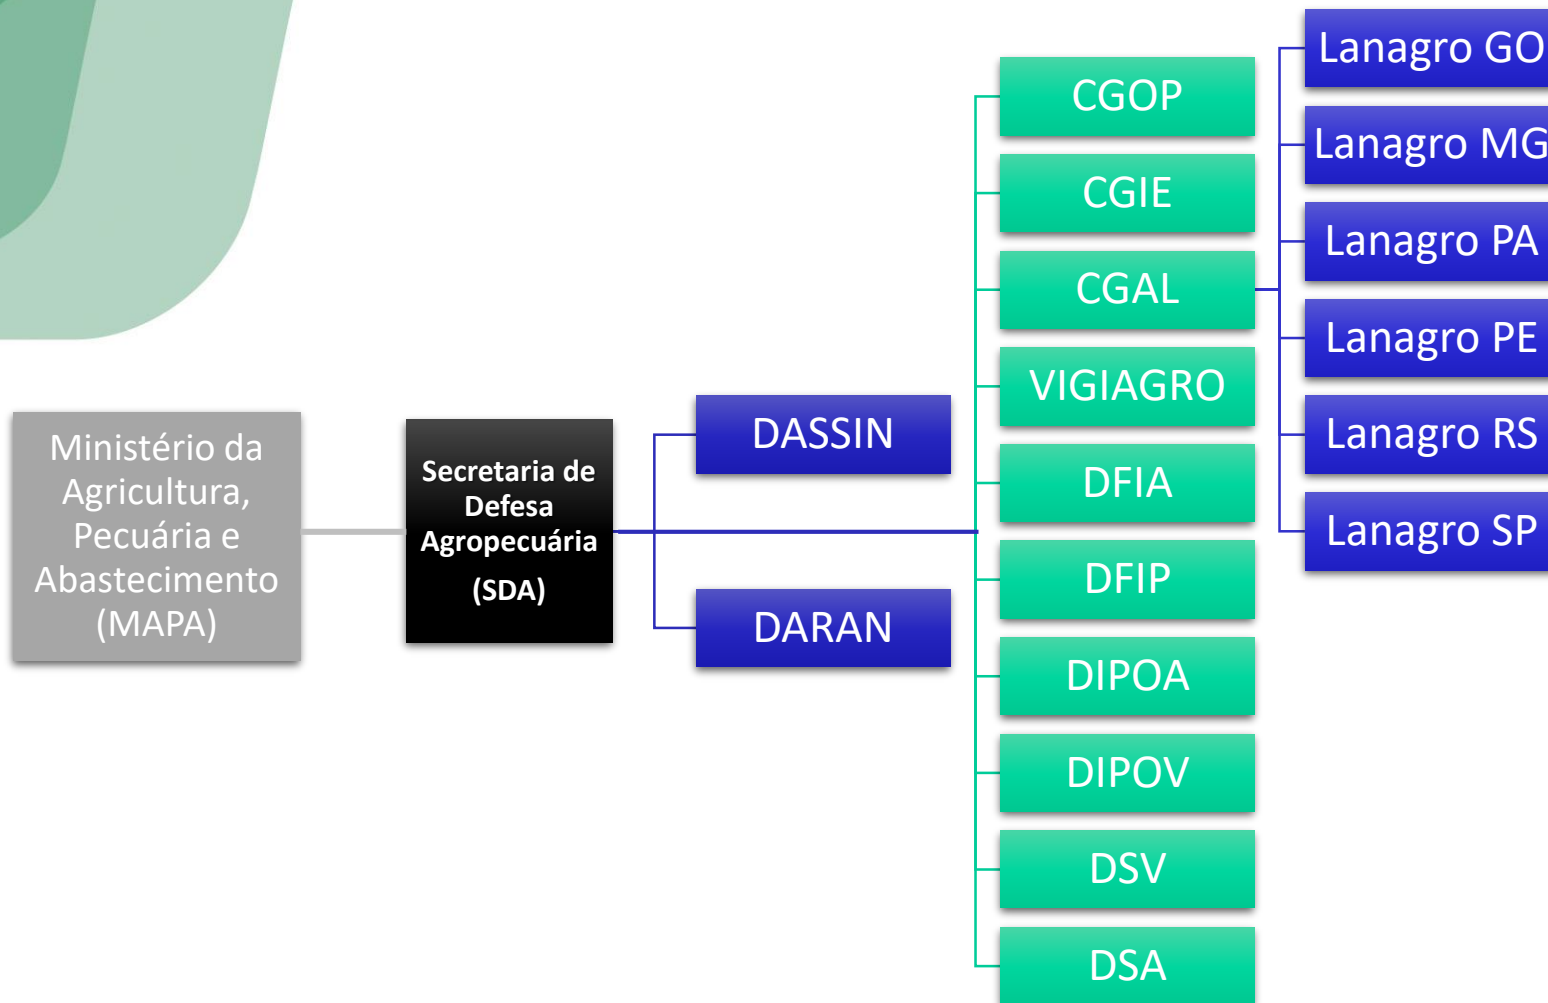 Ministério da
Agricultura,
Pecuária e
Abastecimento
(MAPA)
Secretaria de
Defesa
Agropecuária
(SDA)
DASSIN
DARAN
CGOP
CGIE
CGAL
VIGIAGRO
DFIA
DFIP
DIPOA
DIPOV
DSV
DSA
Lanagro GO
Lanagro MG
Lanagro PA
Lanagro PE
Lanagro RS
Lanagro SP